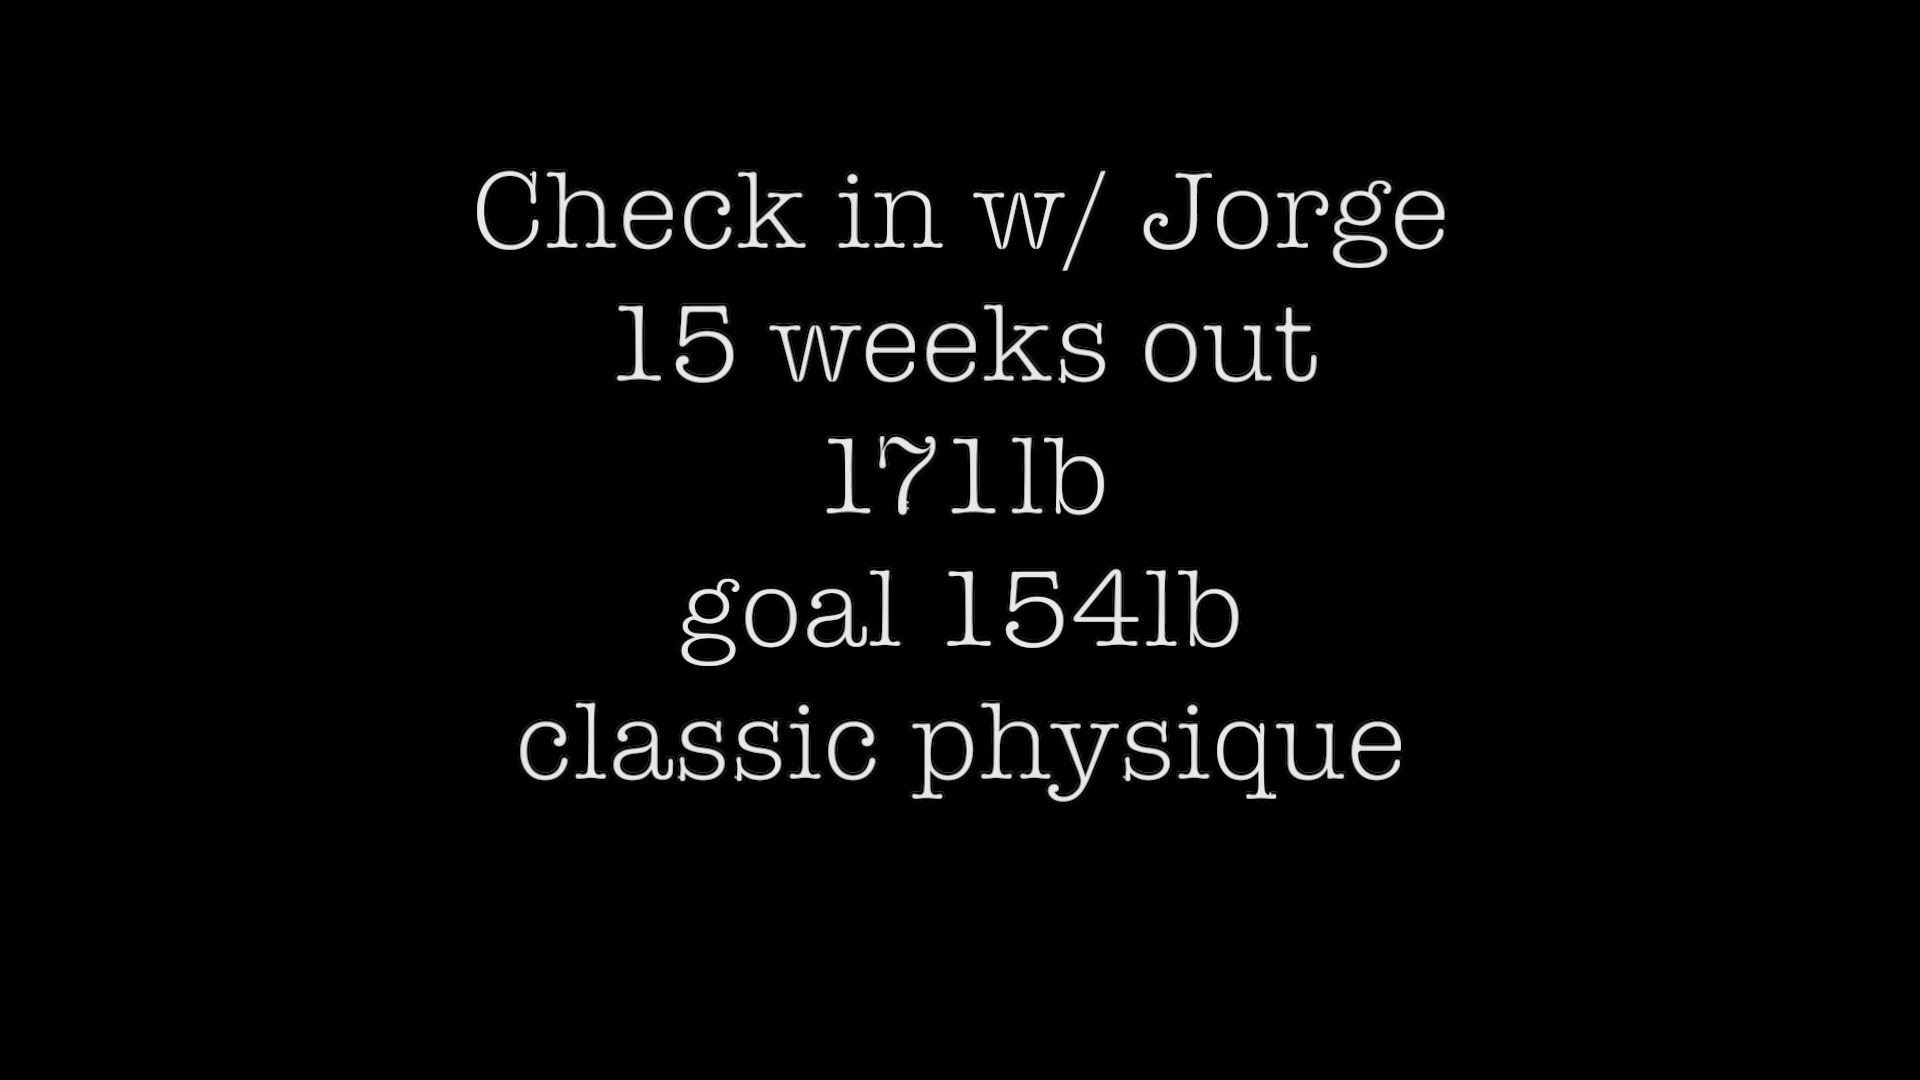 Check in w/ Jorge
15 weeks out
171lb
goal 154lb
classic physique